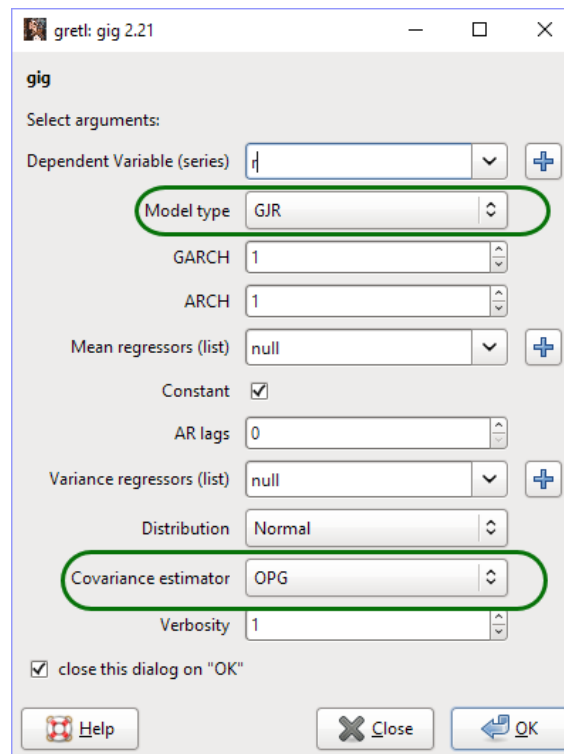 gretl: gig 2.21
gig
Select arguments:
Dependent Variable (series) r
Model type GJR
GARCH 1
ARCH 1
Mean regressors (list) null
Constant
AR lags 0
Variance regressors (list) null
Distribution Normal
Covariance estimator OPG
Verbosity 1
close this dialog on "OK"
Help Close OK